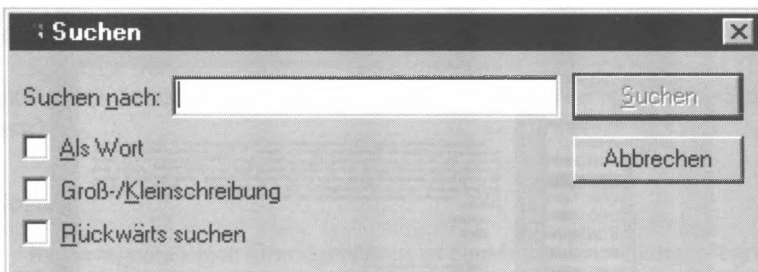 Suchen
Suchen nach: Suchen
Als Wort
Abbrechen
Groß-/Kleinschreibung
Rückwärts suchen